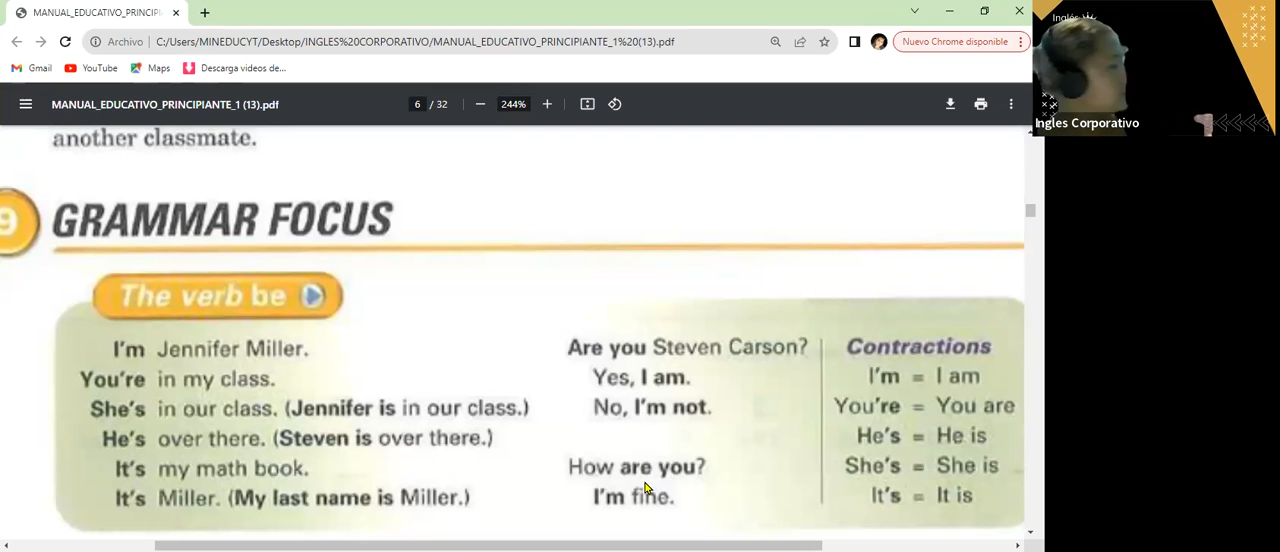 MANUAL_EDUCATIVO_PRINCIPI
Archivo C:/Users/MINEDUCYT/Desktop/INGLES%20CORPORATIVO/MANUAL_EDUCATIVO_PRINCIPIANTE_1%20(13).pdf
Nuevo Chrome disponible
Gmail YouTube Maps Descarga videos de...
MANUAL_EDUCATIVO_PRINCIPIANTE_1 (13).pdf
6 / 32
244%
Inglés
Ingles Corporativo
another classmate.
9 GRAMMAR FOCUS
The verb be
I'm Jennifer Miller.
You're in my class.
She's in our class. (Jennifer is in our class.)
He's over there. (Steven is over there.)
It's my math book.
It's Miller. (My last name is Miller.)
Are you Steven Carson?
Yes, I am.
No, I'm not.
How are you?
I'm fine.
Contractions
I'm = I am
You're = You are
He's = He is
She's = She is
It's = It is